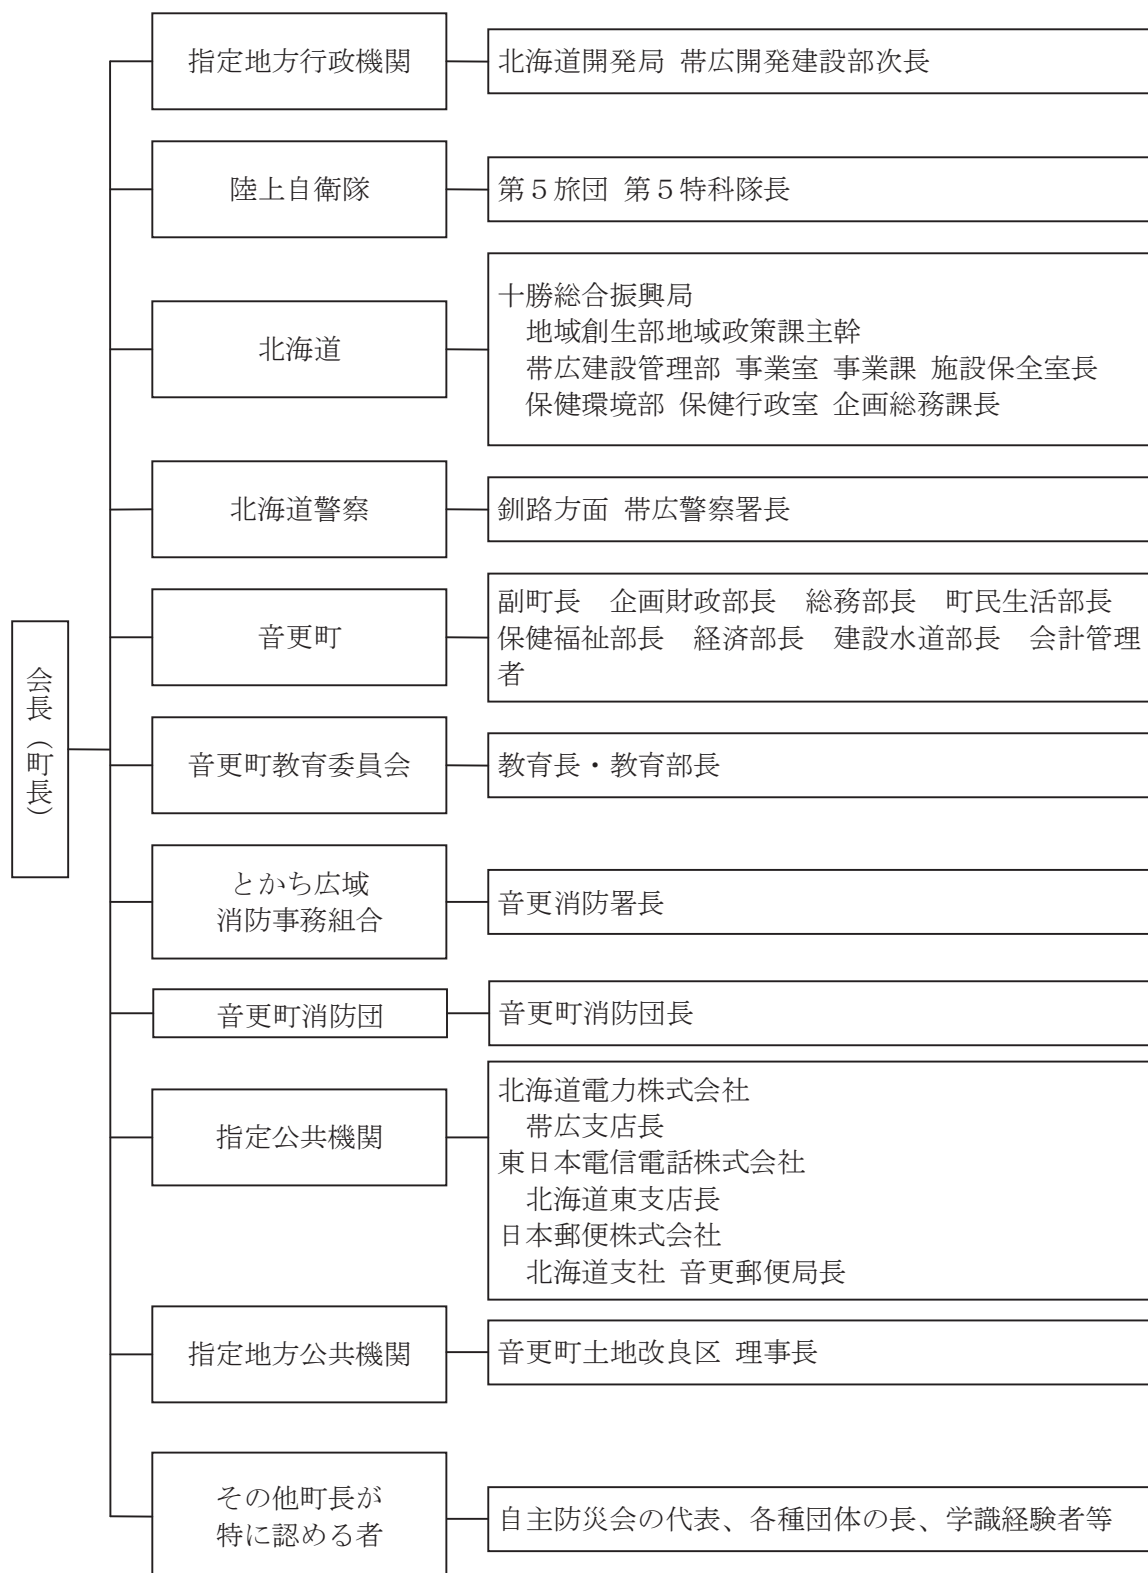 指定地方行政機関
北海道開発局 帯広開発建設部次長
陸上自衛隊
第５旅団 第５特科隊長
北海道
十勝総合振興局
地域創生部地域政策課主幹
帯広建設管理部 事業室 事業課 施設保全室長
保健環境部 保健行政室 企画総務課長
北海道警察
釧路方面 帯広警察署長
会長（町長）
音更町
副町長　企画財政部長　総務部長　町民生活部長
保健福祉部長　経済部長　建設水道部長　会計管理
者
音更町教育委員会
教育長・教育部長
とかち広域
消防事務組合
音更消防署長
音更町消防団
音更町消防団長
指定公共機関
北海道電力株式会社
帯広支店長
東日本電信電話株式会社
北海道東支店長
日本郵便株式会社
北海道支社 音更郵便局長
指定地方公共機関
音更町土地改良区 理事長
その他町長が
特に認める者
自主防災会の代表、各種団体の長、学識経験者等